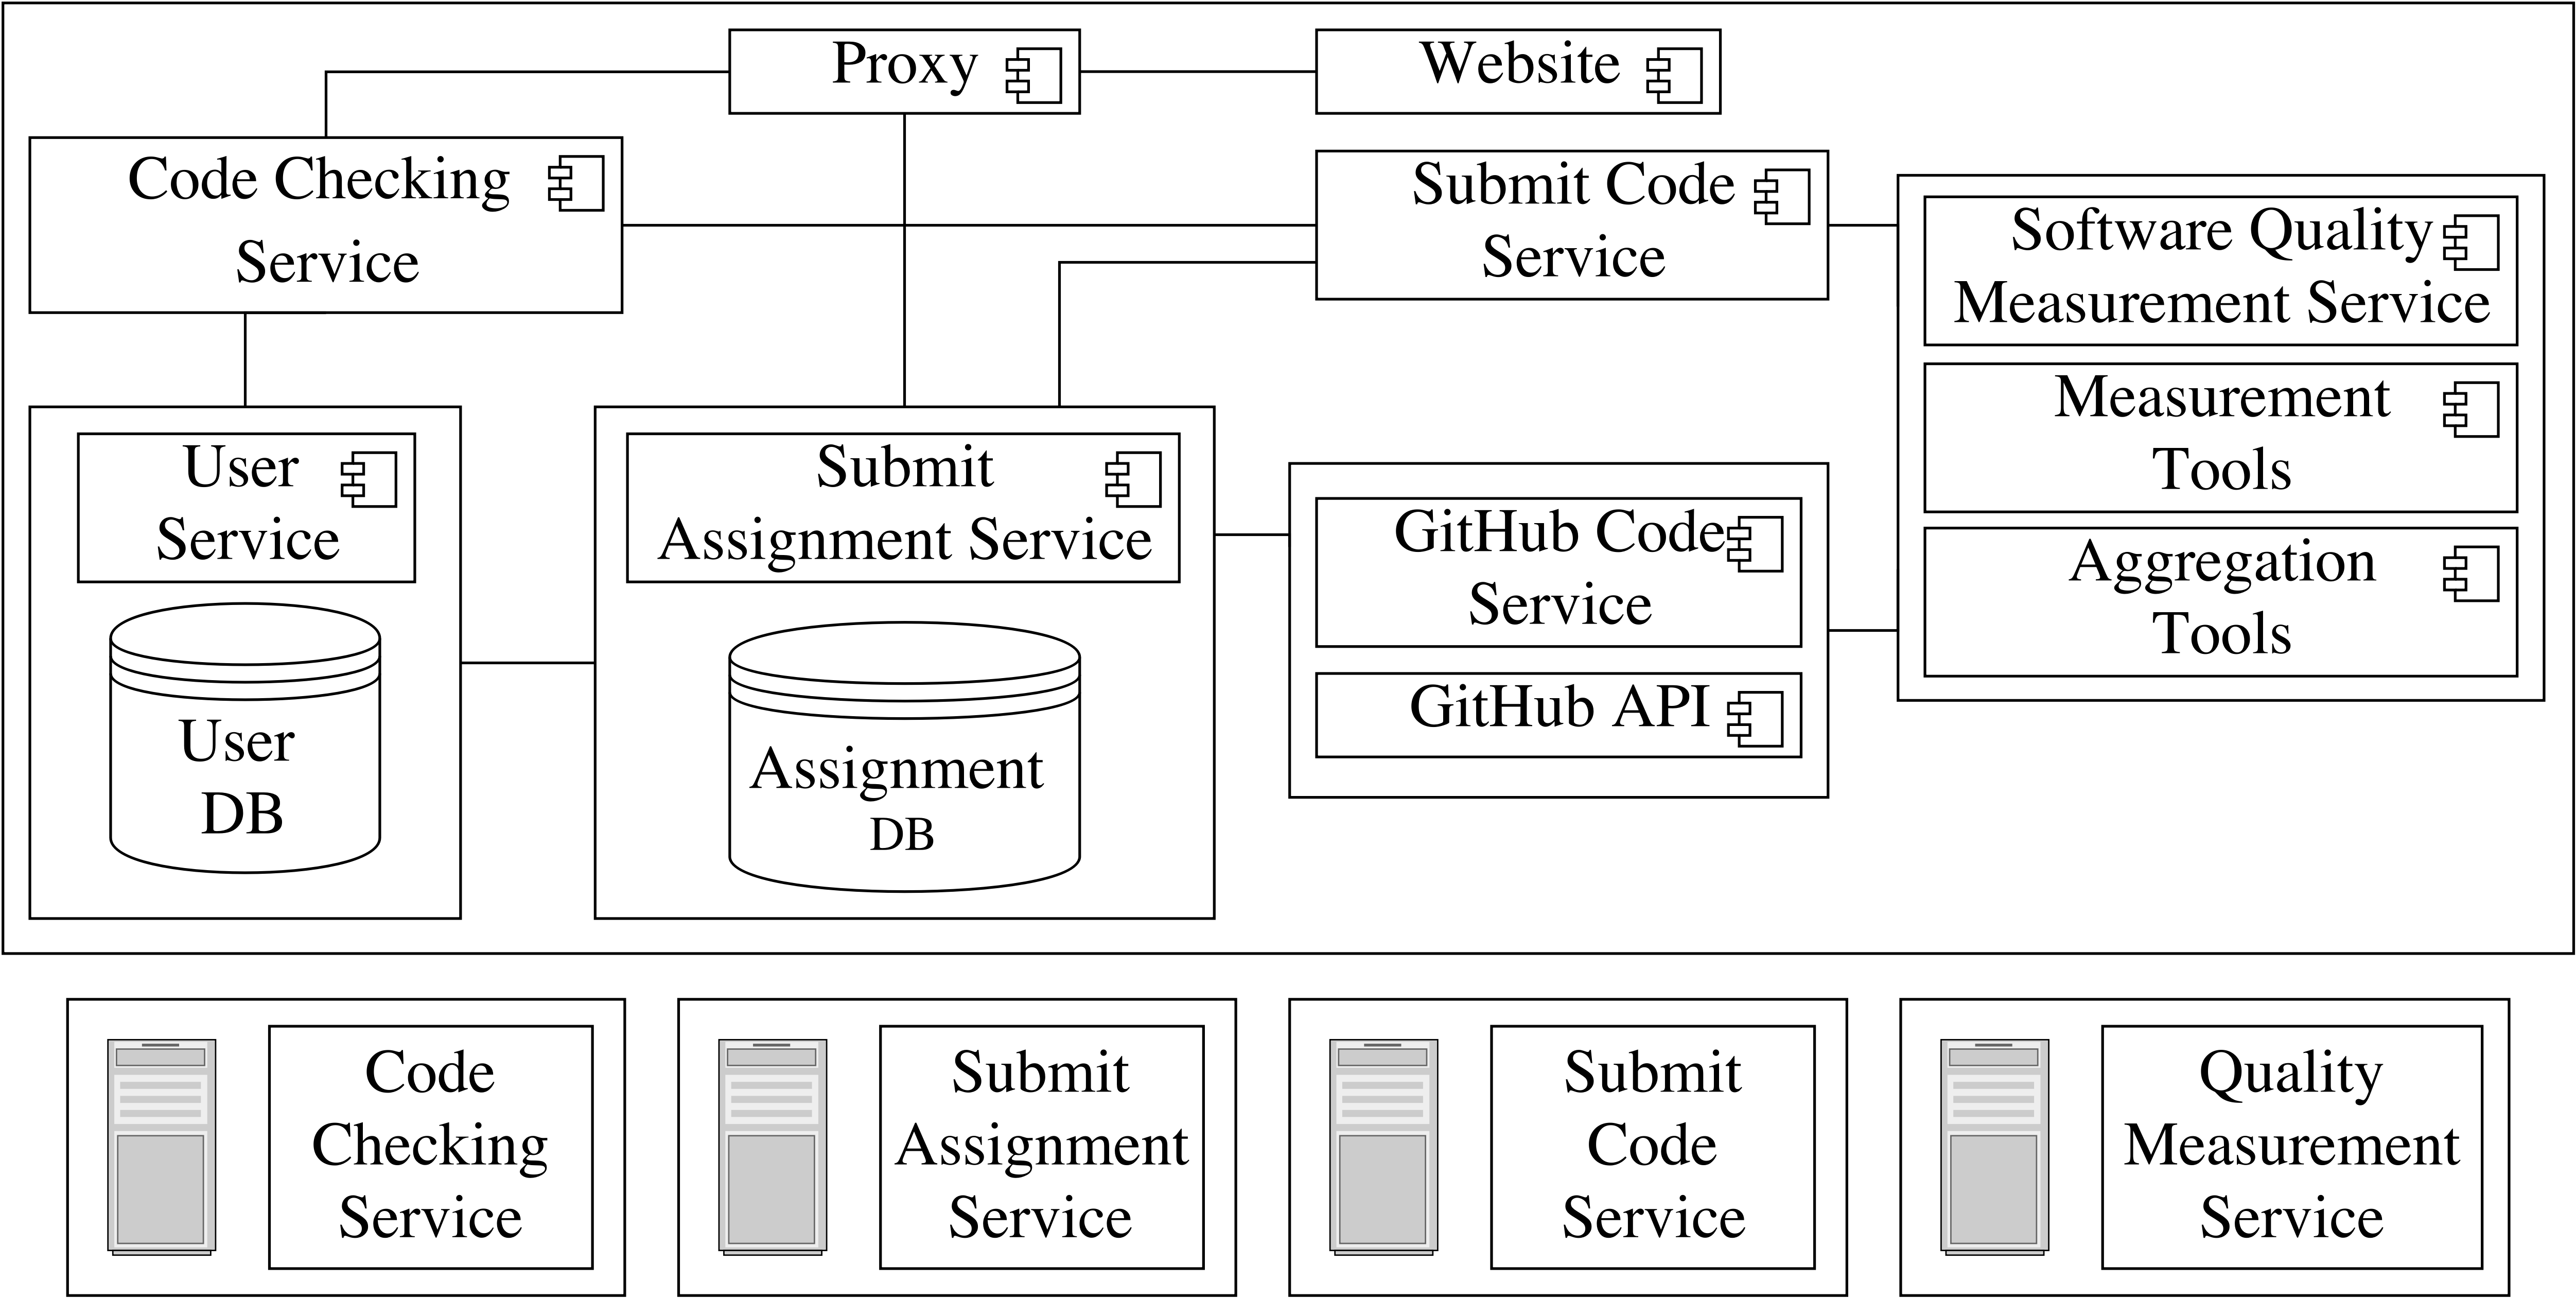 Proxy
Website
Code Checking
Service
Submit Code
Service
Software Quality
Measurement Service
Measurement
Tools
Aggregation
Tools
User
Service
User
DB
Submit
Assignment Service
Assignment
DB
GitHub Code
Service
GitHub API
Code
Checking
Service
Submit
Assignment
Service
Submit
Code
Service
Quality
Measurement
Service